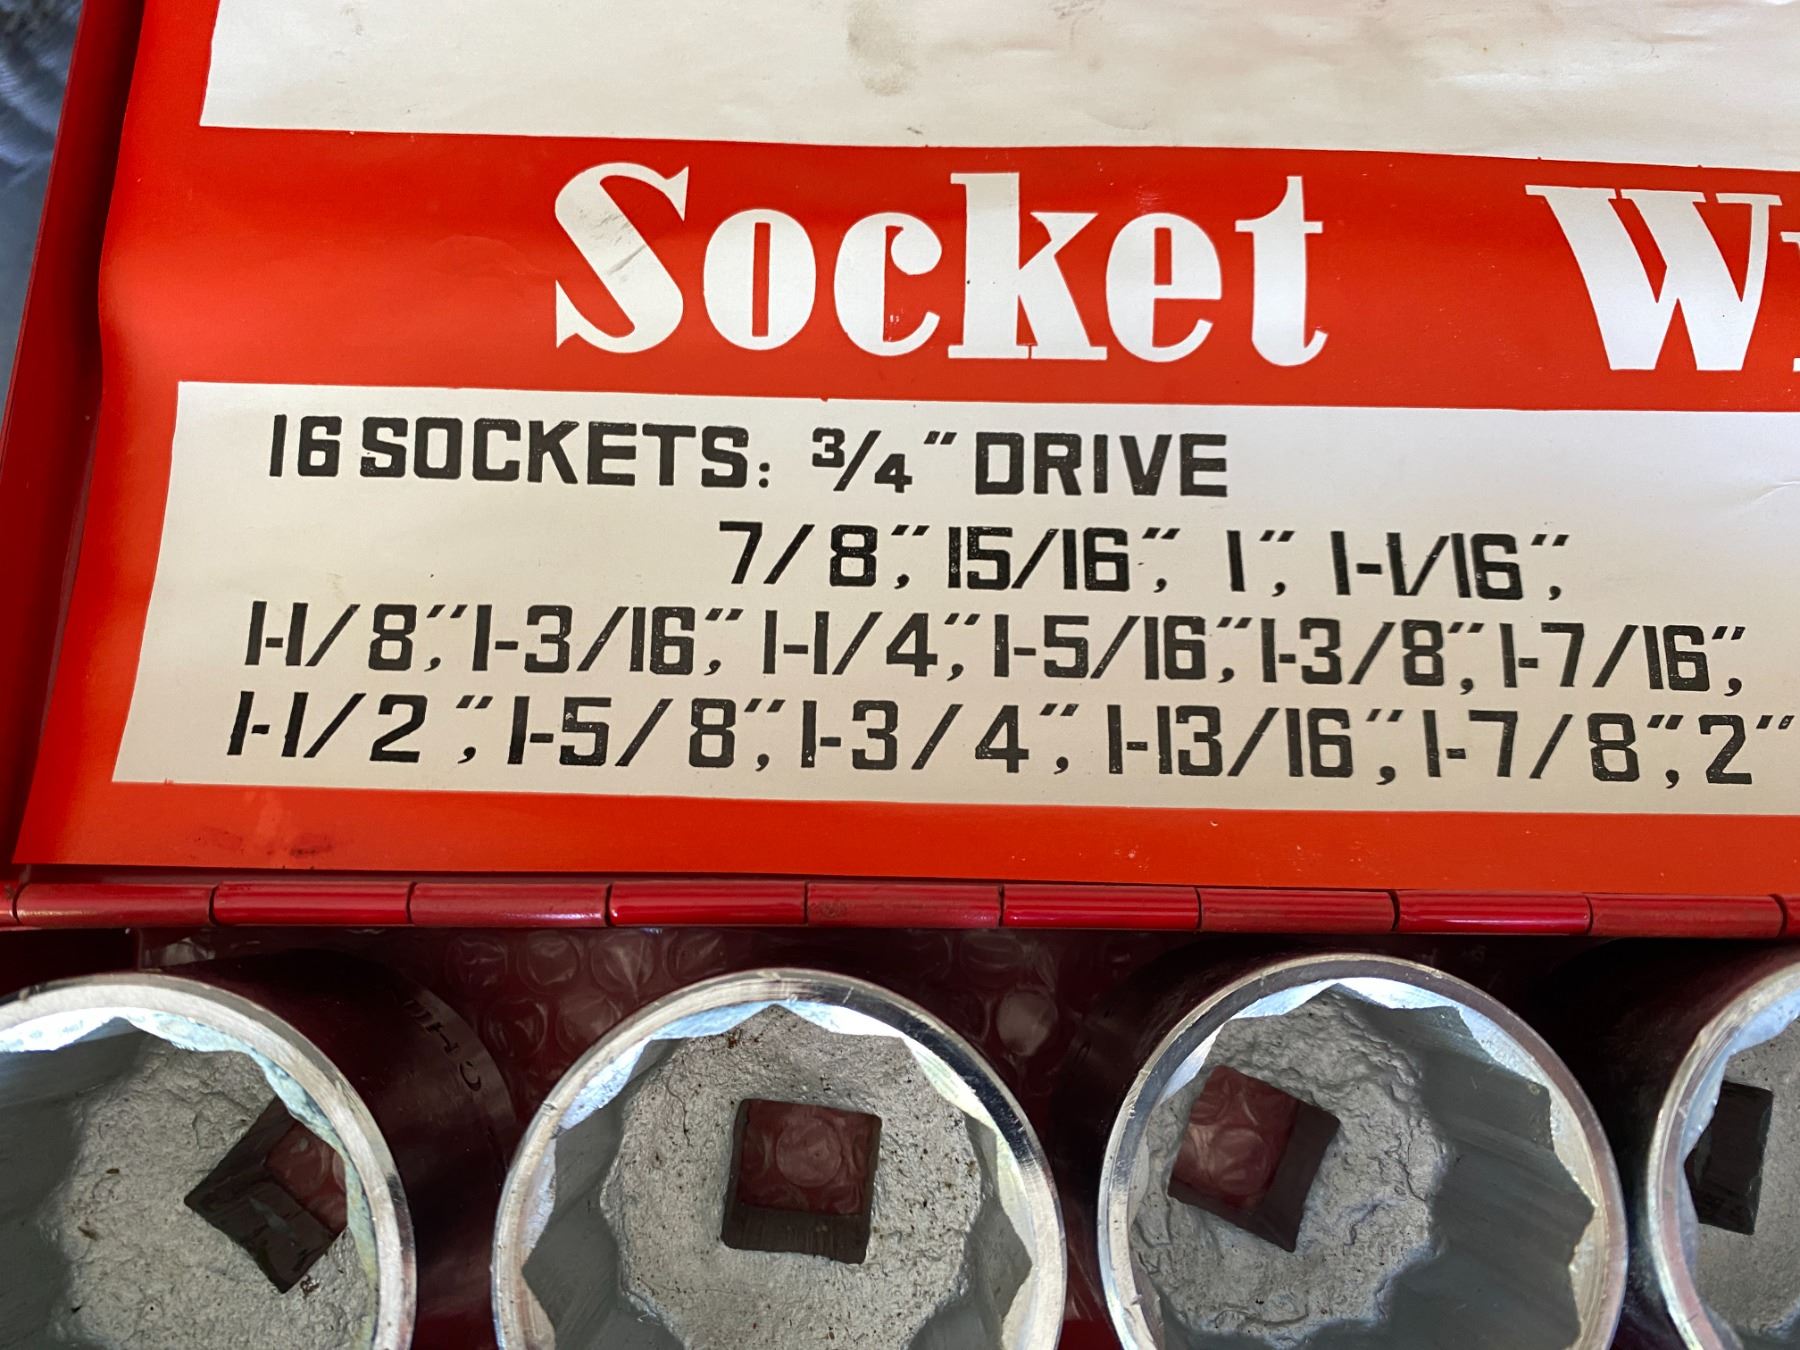 Socket
16 SOCKETS: 3/4" DRIVE
7/8", 15/16", 1", 1-1/16",
1-1/8", 1-3/16", 1-1/4", 1-5/16", 1-3/8", 1-7/16",
1-1/2", 1-5/8", 1-3/4", 1-13/16", 1-7/8", 2"